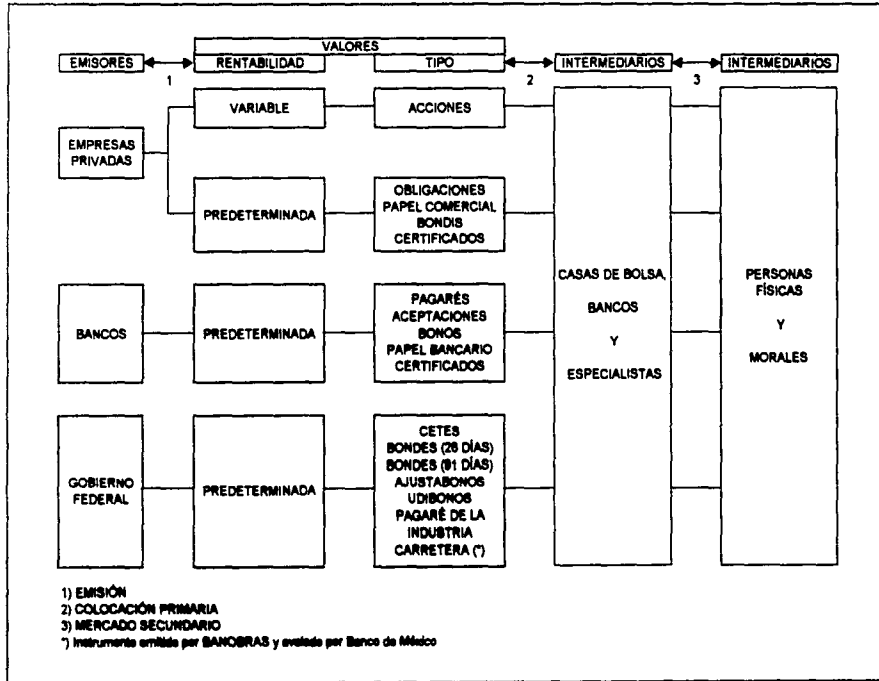 VALORES
EMISORES
1
RENTABILIDAD
TIPO
2
INTERMEDIARIOS
3
INTERMEDIARIOS
EMPRESAS
PRIVADAS
VARIABLE
ACCIONES
PREDETERMINADA
OBLIGACIONES
PAPEL COMERCIAL
BONDIS
CERTIFICADOS
BANCOS
PREDETERMINADA
PAGARÉS
ACEPTACIONES
BONOS
PAPEL BANCARIO
CERTIFICADOS
GOBIERNO
FEDERAL
PREDETERMINADA
CETES
BONDES (28 DÍAS)
BONDES (91 DÍAS)
AJUSTABONOS
UDIBONOS
PAGARÉ DE LA
INDUSTRIA
CARRETERA (*)
CASAS DE BOLSA,
BANCOS
Y
ESPECIALISTAS
PERSONAS
FÍSICAS
Y
MORALES
1) EMISIÓN
2) COLOCACIÓN PRIMARIA
3) MERCADO SECUNDARIO
*) Instrumento emitido por BANOBRAS y avalado por Banco de México